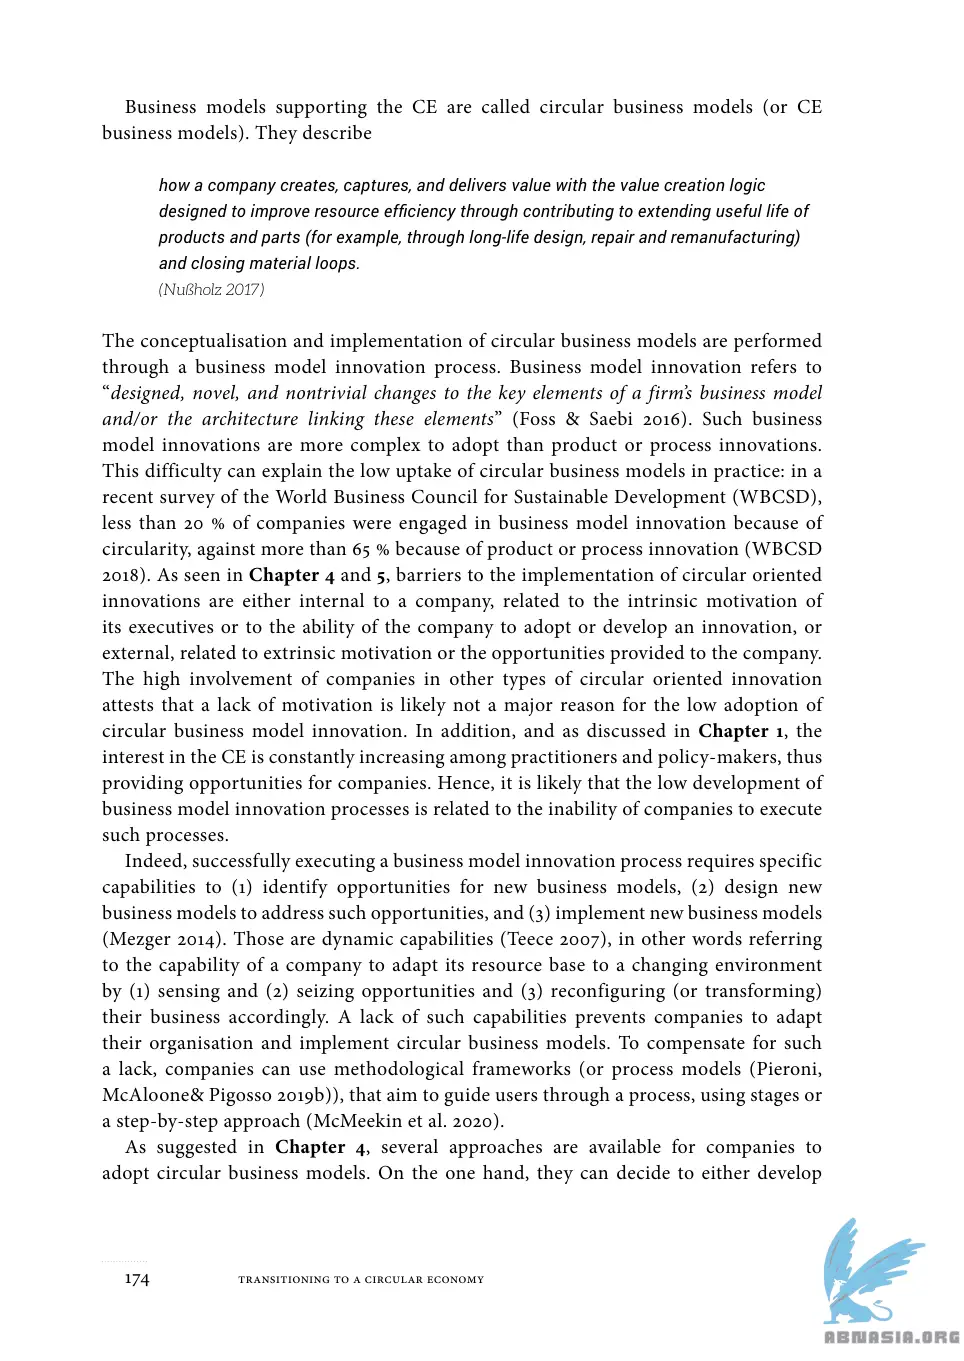 Business models supporting the CE are called circular business models (or CE
business models). They describe
how a company creates, captures, and delivers value with the value creation logic
designed to improve resource efficiency through contributing to extending useful life of
products and parts (for example, through long-life design, repair and remanufacturing)
and closing material loops.
(Nußholz 2017)
The conceptualisation and implementation of circular business models are performed
through a business model innovation process. Business model innovation refers to
“designed, novel, and nontrivial changes to the key elements of a firm’s business model
and/or the architecture linking these elements” (Foss & Saebi 2016). Such business
model innovations are more complex to adopt than product or process innovations.
This difficulty can explain the low uptake of circular business models in practice: in a
recent survey of the World Business Council for Sustainable Development (WBCSD),
less than 20 % of companies were engaged in business model innovation because of
circularity, against more than 65 % because of product or process innovation (WBCSD
2018). As seen in Chapter 4 and 5, barriers to the implementation of circular oriented
innovations are either internal to a company, related to the intrinsic motivation of
its executives or to the ability of the company to adopt or develop an innovation, or
external, related to extrinsic motivation or the opportunities provided to the company.
The high involvement of companies in other types of circular oriented innovation
attests that a lack of motivation is likely not a major reason for the low adoption of
circular business model innovation. In addition, and as discussed in Chapter 1, the
interest in the CE is constantly increasing among practitioners and policy-makers, thus
providing opportunities for companies. Hence, it is likely that the low development of
business model innovation processes is related to the inability of companies to execute
such processes.
Indeed, successfully executing a business model innovation process requires specific
capabilities to (1) identify opportunities for new business models, (2) design new
business models to address such opportunities, and (3) implement new business models
(Mezger 2014). Those are dynamic capabilities (Teece 2007), in other words referring
to the capability of a company to adapt its resource base to a changing environment
by (1) sensing and (2) seizing opportunities and (3) reconfiguring (or transforming)
their business accordingly. A lack of such capabilities prevents companies to adapt
their organisation and implement circular business models. To compensate for such
a lack, companies can use methodological frameworks (or process models (Pieroni,
McAloone& Pigosso 2019b)), that aim to guide users through a process, using stages or
a step-by-step approach (McMeekin et al. 2020).
As suggested in Chapter 4, several approaches are available for companies to
adopt circular business models. On the one hand, they can decide to either develop
174 TRANSITIONING TO A CIRCULAR ECONOMY
ABNASIA.ORG